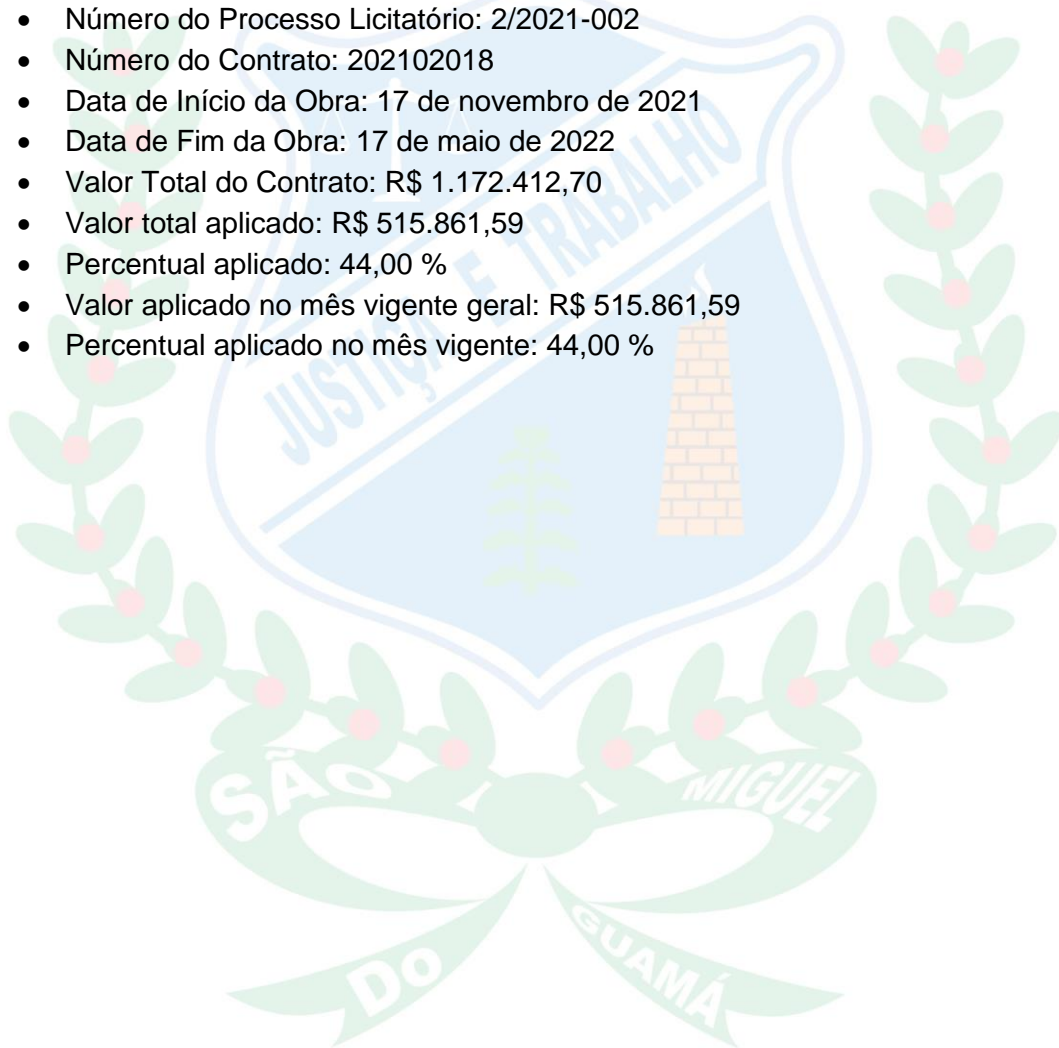 • Número do Processo Licitatório: 2/2021-002
• Número do Contrato: 202102018
• Data de Início da Obra: 17 de novembro de 2021
• Data de Fim da Obra: 17 de maio de 2022
• Valor Total do Contrato: R$ 1.172.412,70
• Valor total aplicado: R$ 515.861,59
• Percentual aplicado: 44,00 %
• Valor aplicado no mês vigente geral: R$ 515.861,59
• Percentual aplicado no mês vigente: 44,00 %
JUSTIÇA E TRABALHO
SÃO MIGUEL
DO GUAMÁ